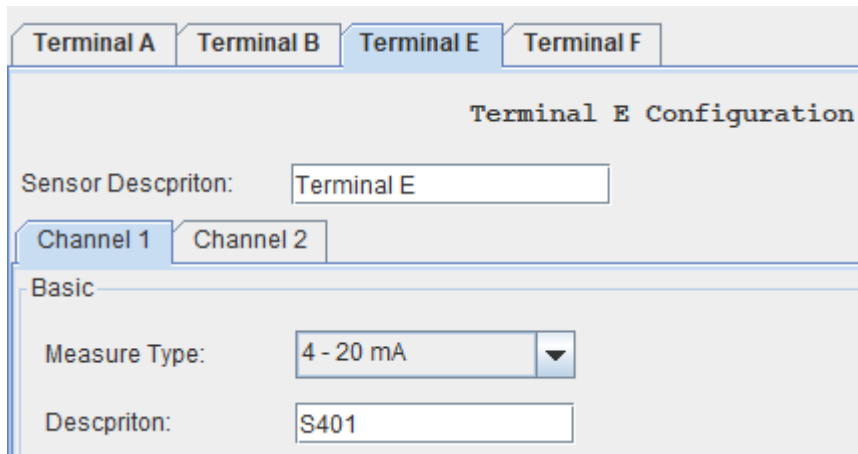 Terminal A Terminal B Terminal E Terminal F
Terminal E Configuration
Sensor Descpriton: Terminal E
Channel 1 Channel 2
Basic
Measure Type: 4 - 20 mA
Descpriton: S401